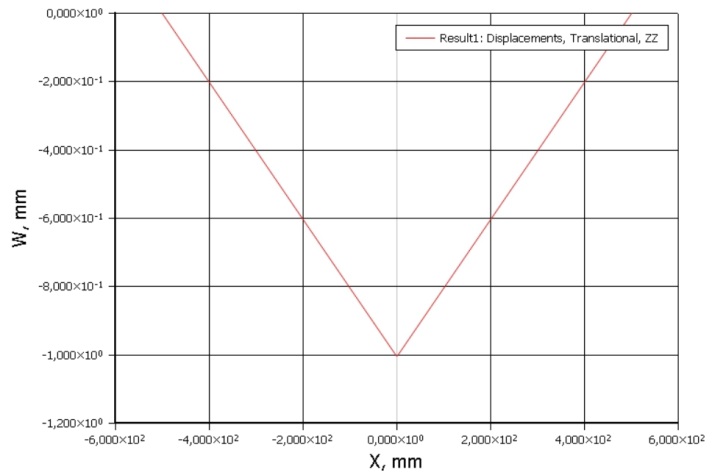 0,000×10⁰
Result1: Displacements, Translational, ZZ
-2,000×10⁻¹
-4,000×10⁻¹
W, mm
-6,000×10⁻¹
-8,000×10⁻¹
-1,000×10⁰
-1,200×10⁰
-6,000×10² -4,000×10² -2,000×10² 0,000×10⁰ 2,000×10² 4,000×10² 6,000×10²
X, mm